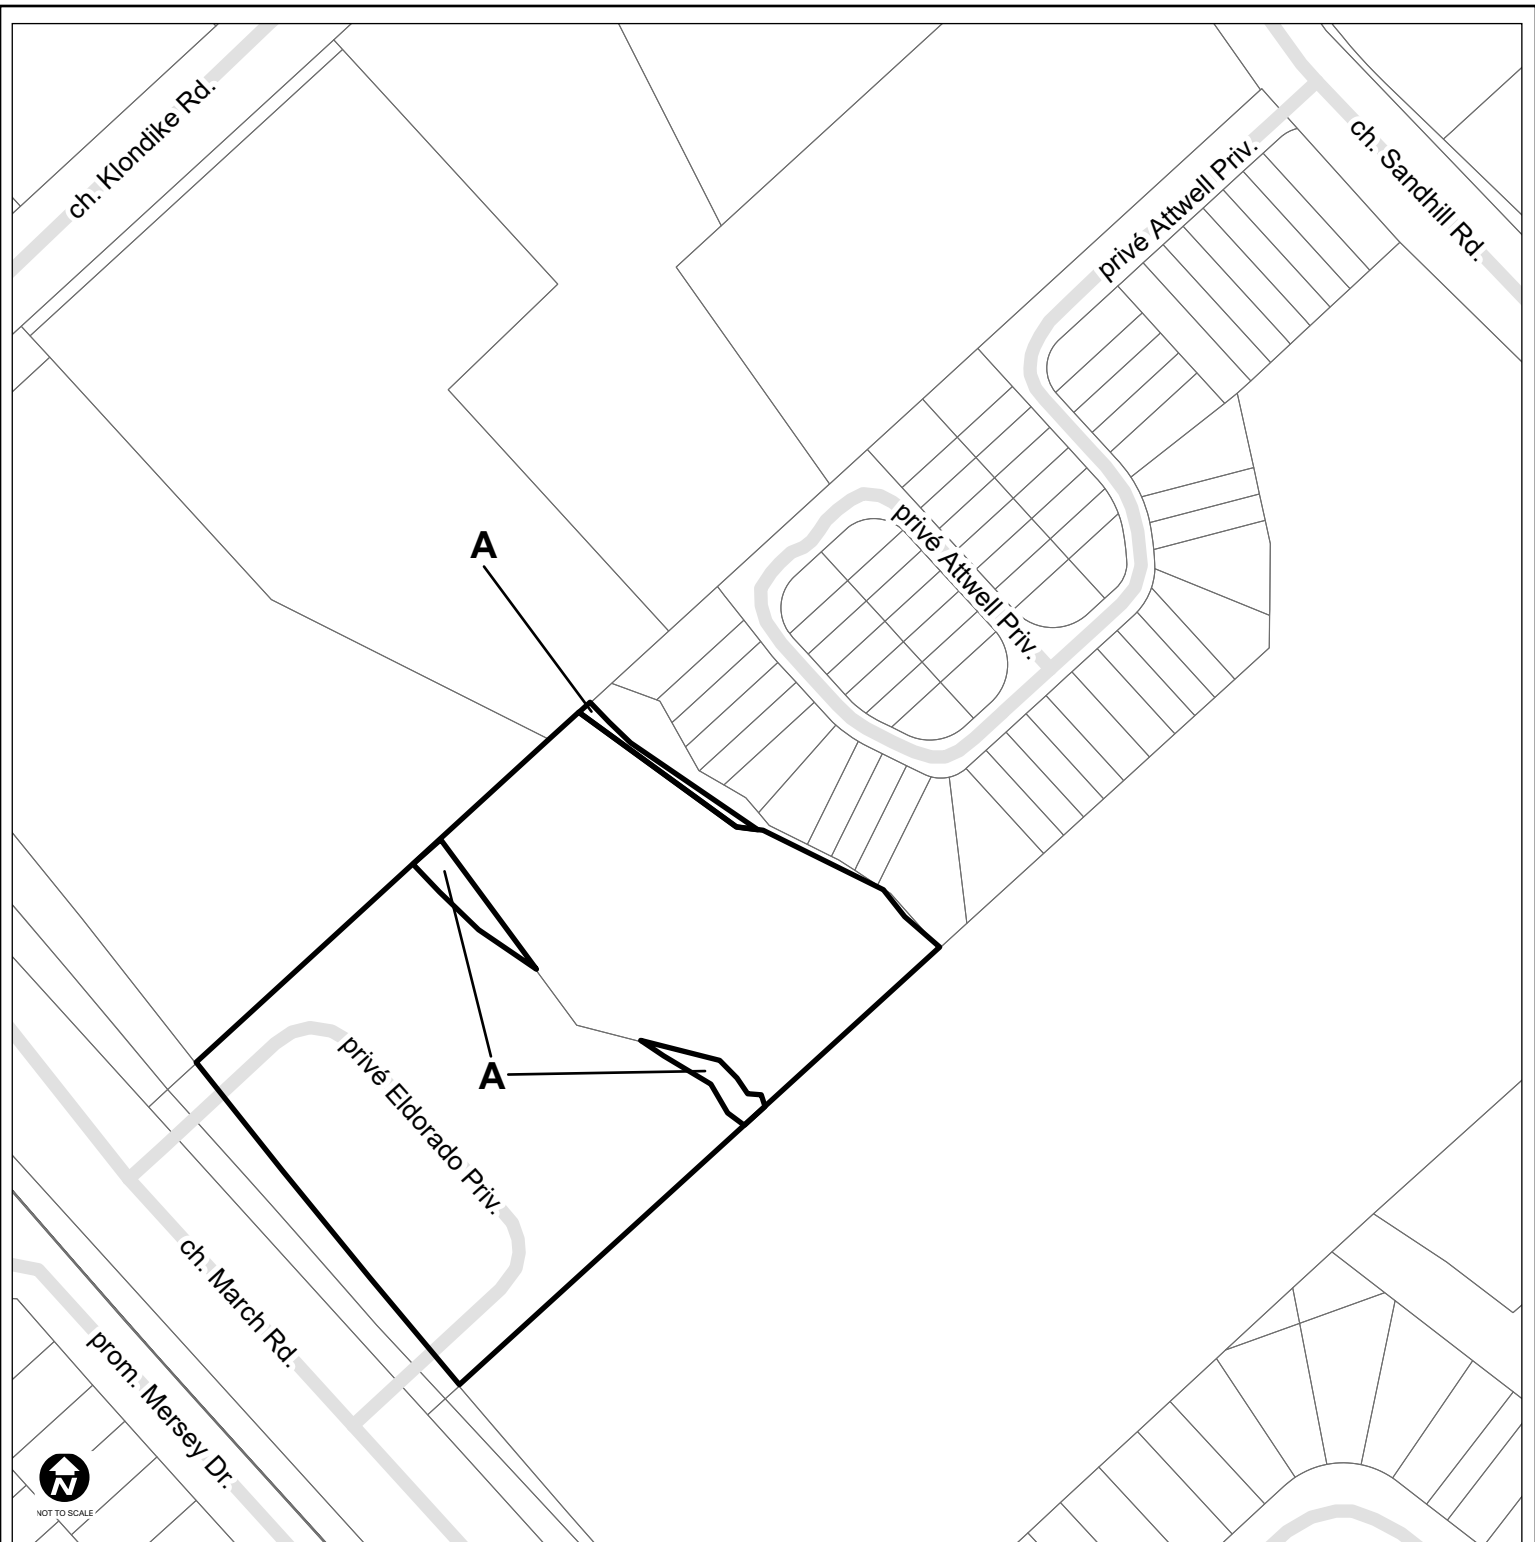 ch. Klondike Rd.
privé Attwell Priv.
ch. Sandhill Rd.
privé Attwell Priv.
A
A
privé Eldorado Priv.
ch. March Rd.
prom. Mersey Dr.
N
NOT TO SCALE